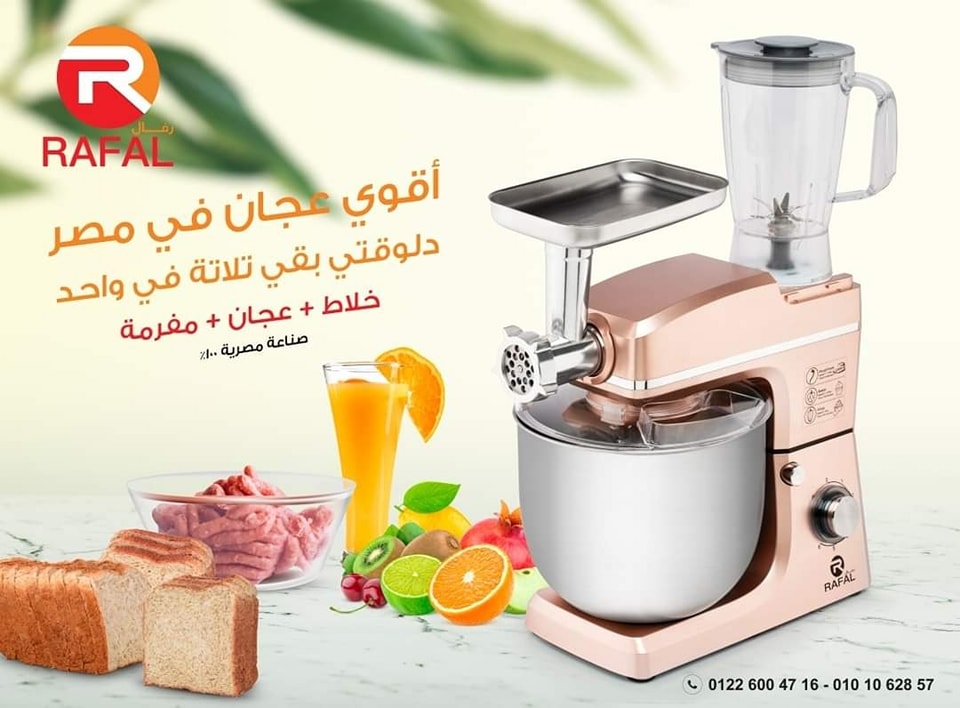 رفال
RAFAL
أقوي عجان في مصر
دلوقتي بقي تلاتة في واحد
خلاط + عجان + مفرمة
صناعة مصرية ١٠٠٪
RAFAL
0122 600 47 16 - 010 10 628 57